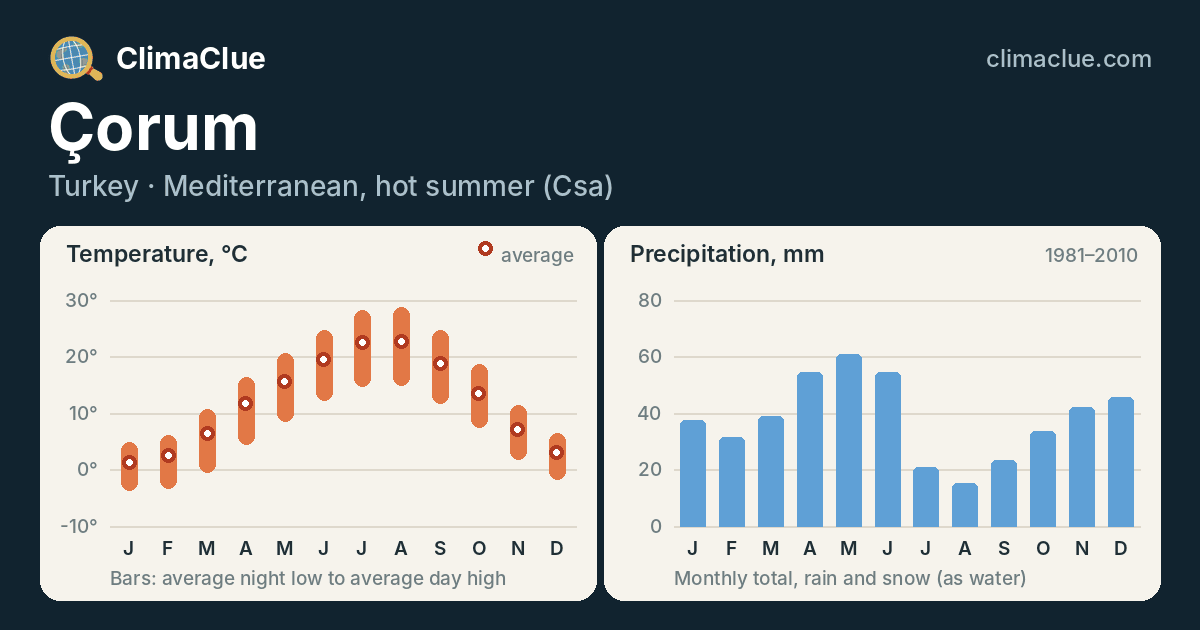 ClimaClue
climaclue.com
Çorum
Turkey · Mediterranean, hot summer (Csa)
Temperature, °C
average
30°
20°
10°
0°
-10°
J F M A M J J A S O N D
Bars: average night low to average day high
Precipitation, mm
1981–2010
80
60
40
20
0
J F M A M J J A S O N D
Monthly total, rain and snow (as water)